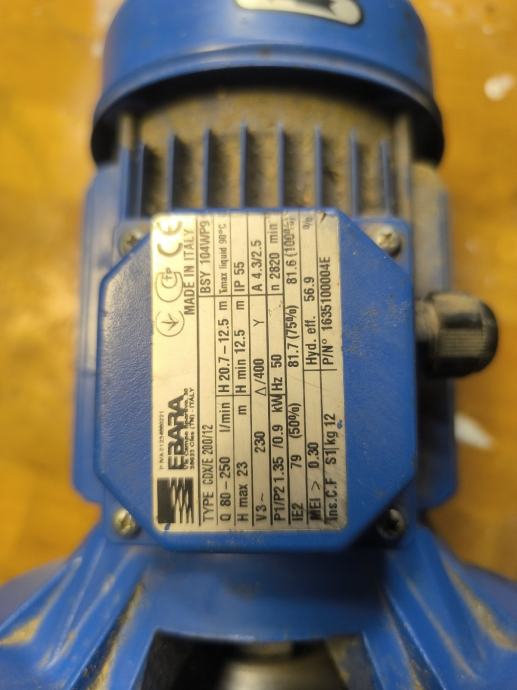 EBARA
MADE IN ITALY CE
TYPE CDX/E 200/12 BSY 104WP9
Q 80-250 l/min H 20.7-12.5 m tmax liquid 90°C
H max 23 m H min 12.5 m IP 55
V3~ 230 Δ/400 Y A 4.3/2.5
P1/P2 1.35 /0.9 kW Hz 50 n 2820 min
IE2 79 (50%) 81.7 (75%) 81.6 (100%)
MEI > 0.30 Hyd. eff. 56.9 %
Ins.C.F S1 kg 12 P/N° 1635100004E